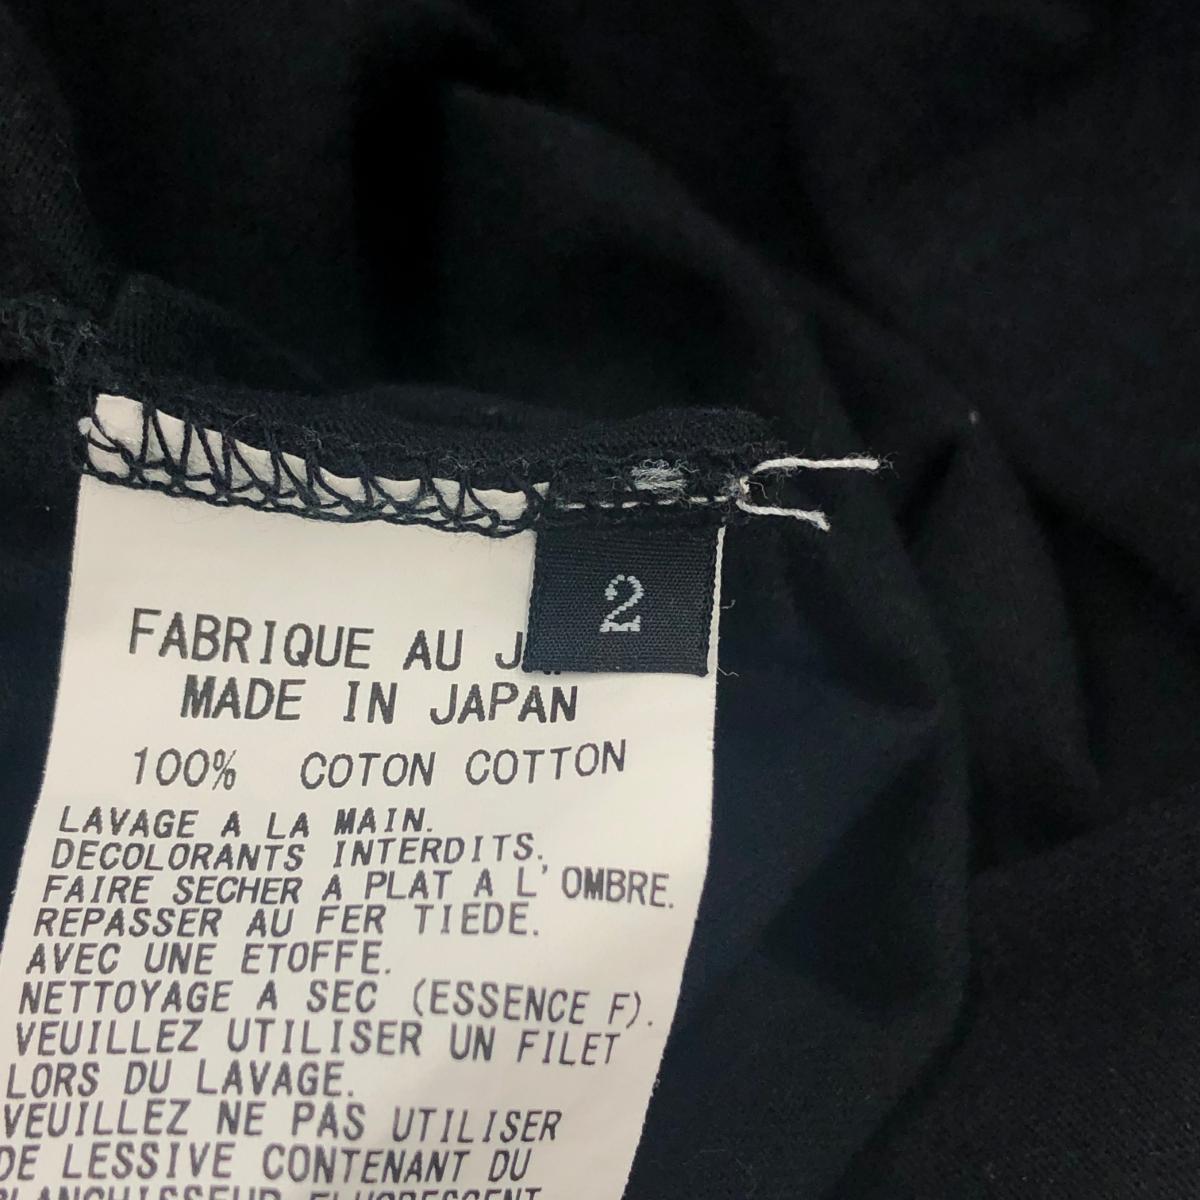 2
FABRIQUE AU
MADE IN JAPAN
100% COTON COTTON
LAVAGE A LA MAIN.
DECOLORANTS INTERDITS.
FAIRE SECHER A PLAT A L'OMBRE.
REPASSER AU FER TIEDE.
AVEC UNE ETOFFE.
NETTOYAGE A SEC (ESSENCE F).
VEUILLEZ UTILISER UN FILET
LORS DU LAVAGE.
VEUILLEZ NE PAS UTILISER
DE LESSIVE CONTENANT DU